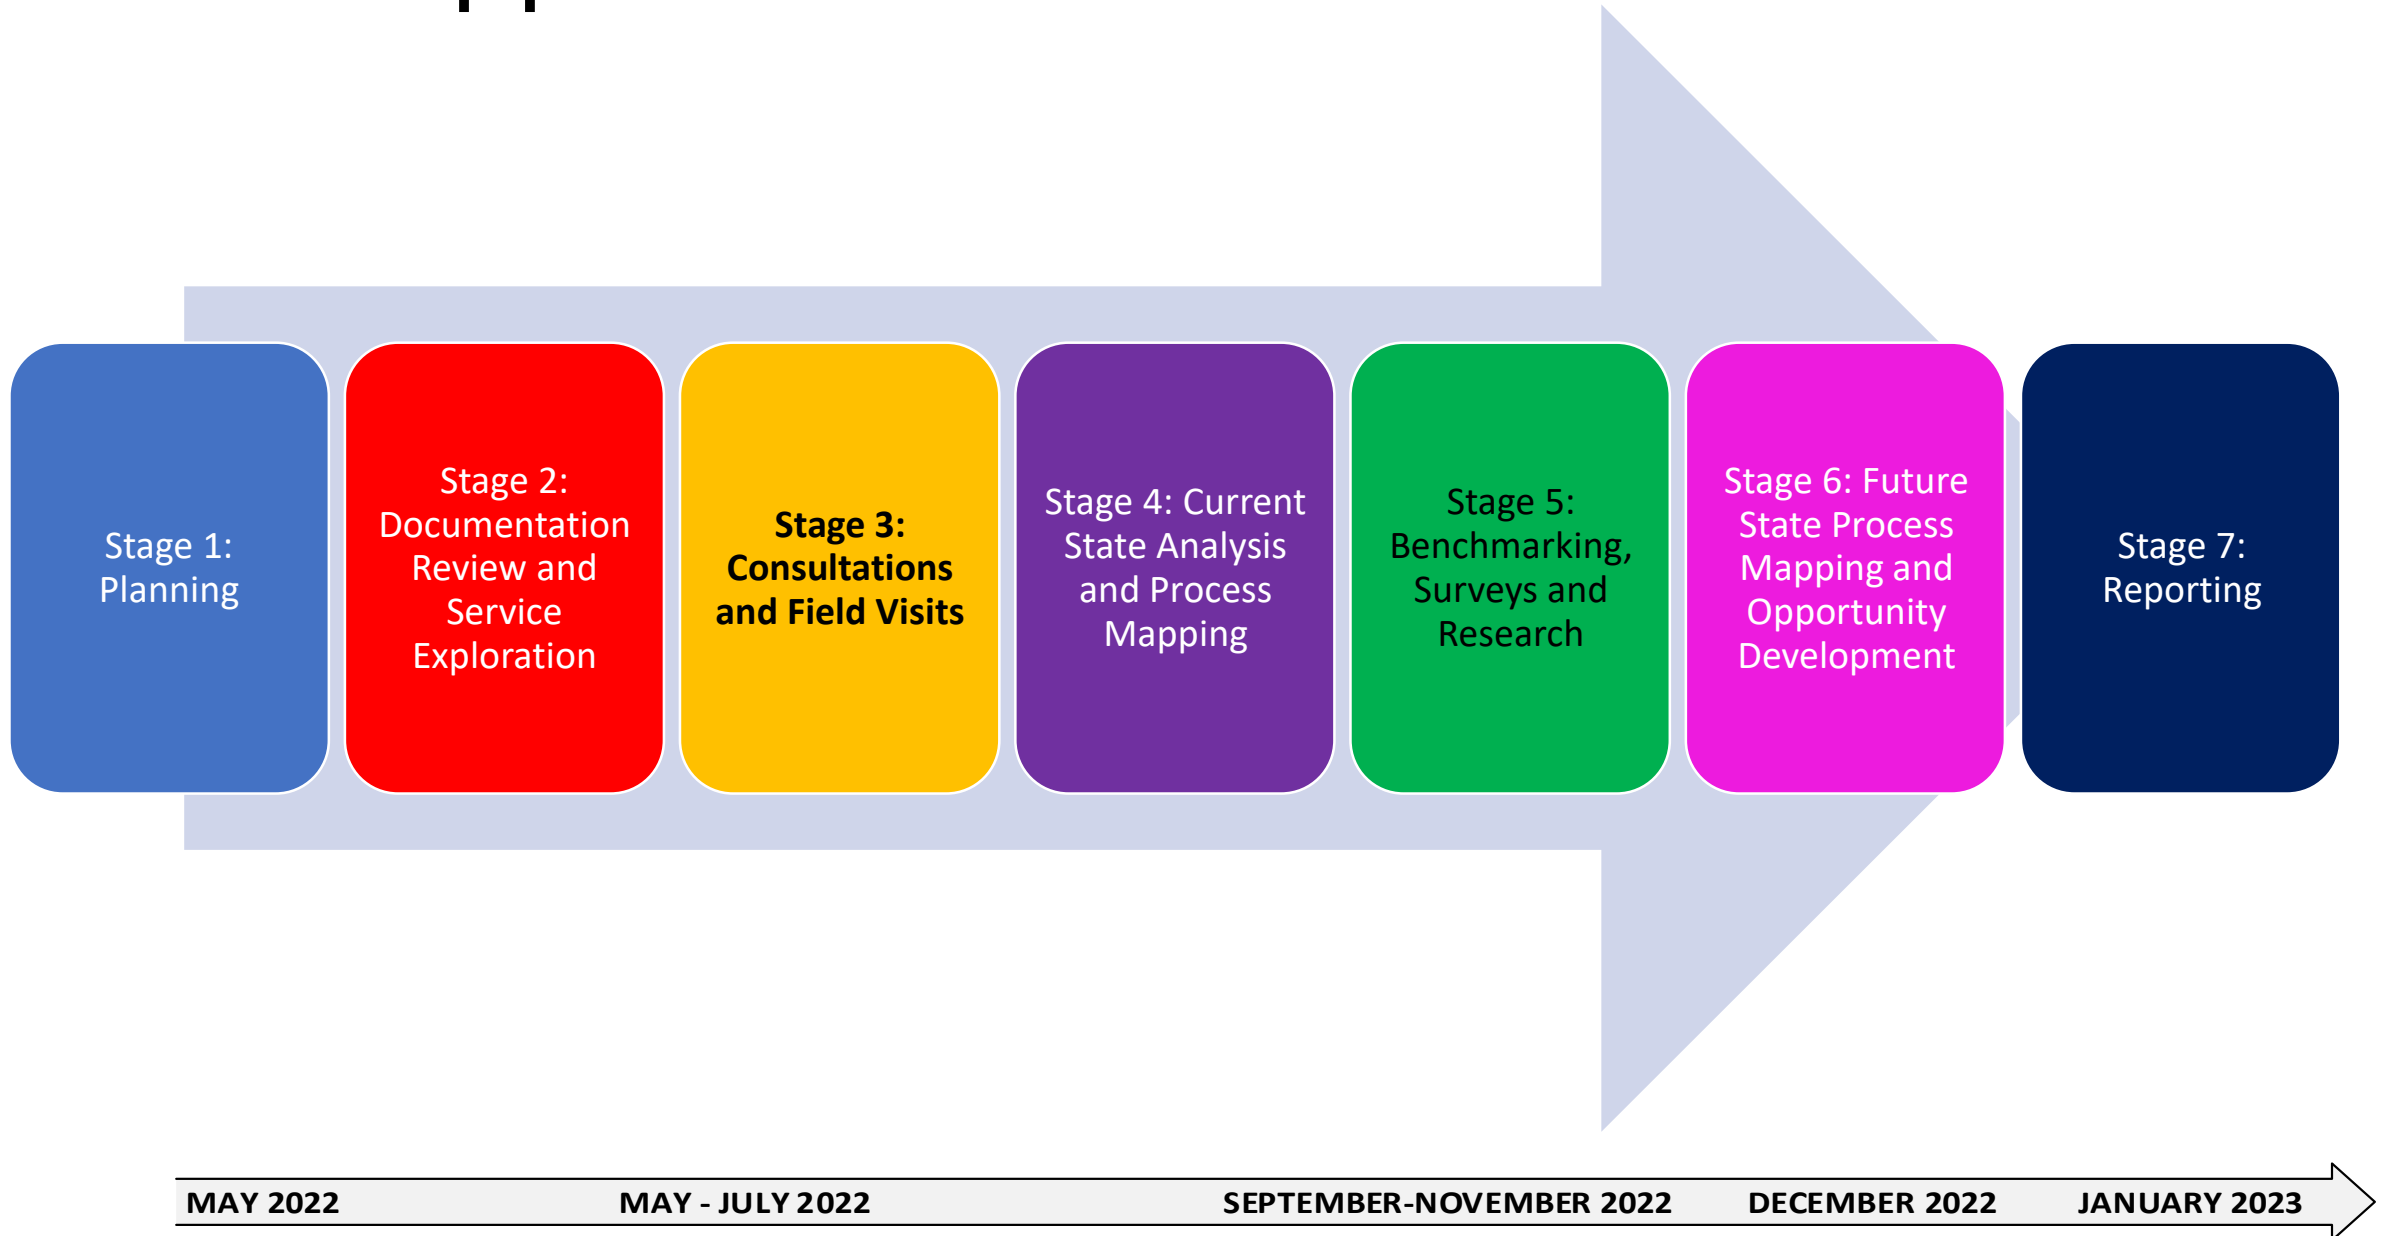 Stage 1:
Planning
Stage 2:
Documentation
Review and
Service
Exploration
Stage 3:
Consultations
and Field Visits
Stage 4: Current
State Analysis
and Process
Mapping
Stage 5:
Benchmarking,
Surveys and
Research
Stage 6: Future
State Process
Mapping and
Opportunity
Development
Stage 7:
Reporting
MAY 2022
MAY - JULY 2022
SEPTEMBER-NOVEMBER 2022
DECEMBER 2022
JANUARY 2023